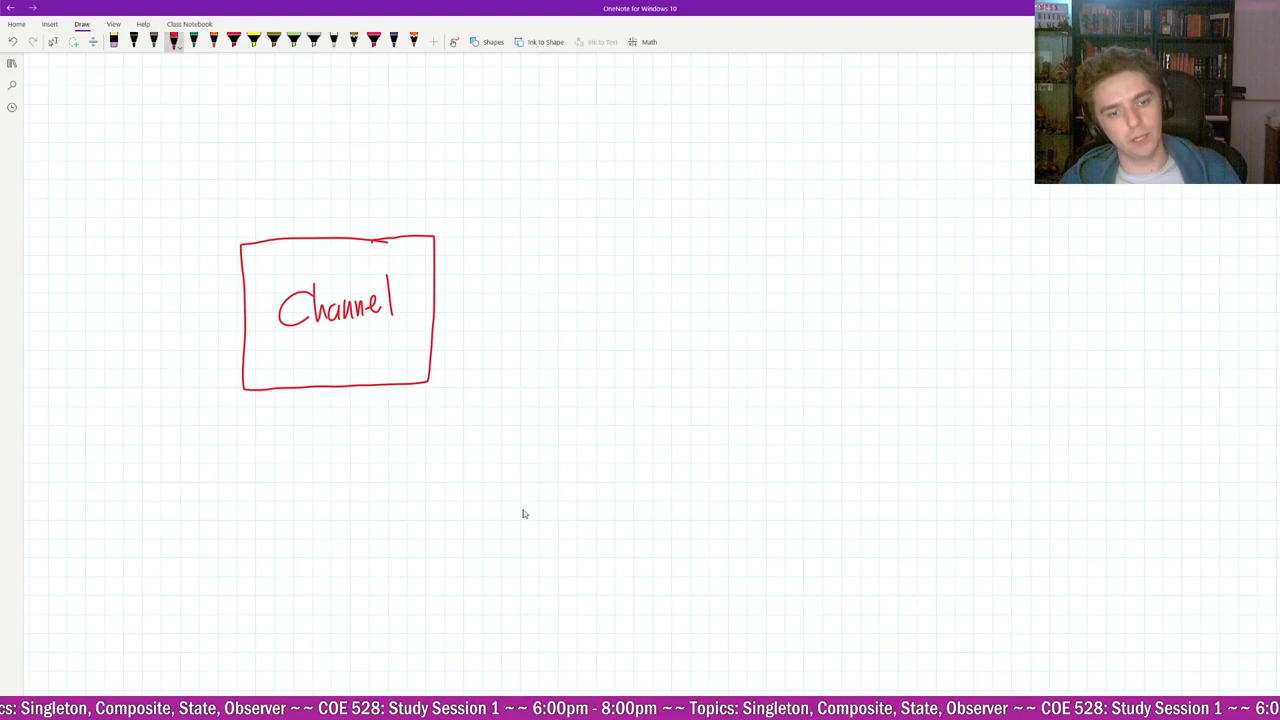 OneNote for Windows 10
Home Insert Draw View Help Class Notebook
Shapes Ink to Shape Ink to Text Math
Channel
cs: Singleton, Composite, State, Observer ~~ COE 528: Study Session 1 ~~ 6:00pm - 8:00pm ~~ Topics: Singleton, Composite, State, Observer ~~ COE 528: Study Session 1 ~~ 6:0